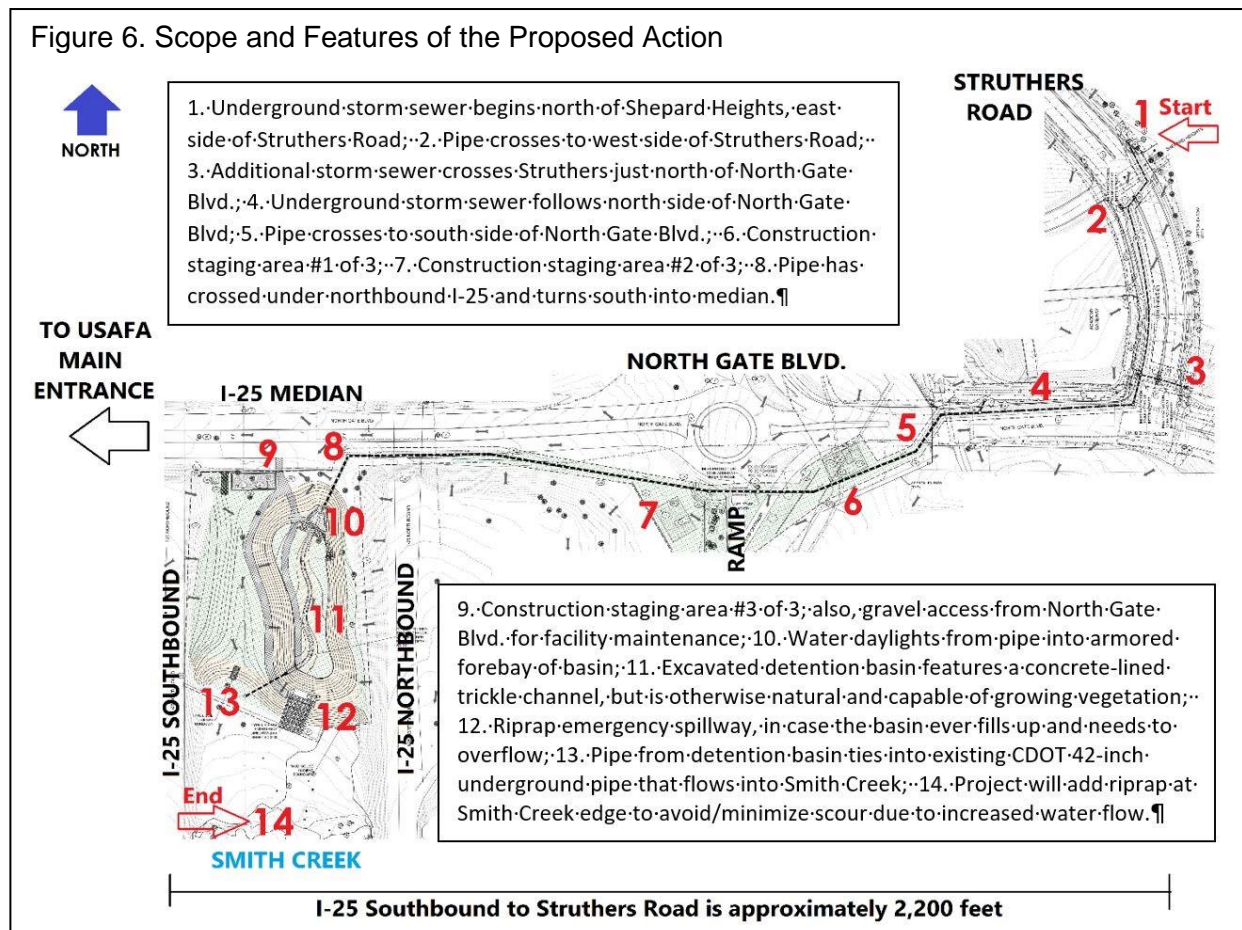 Figure 6. Scope and Features of the Proposed Action
NORTH
1.·Underground·storm·sewer·begins·north·of·Shepard·Heights,·east·
side·of·Struthers·Road;··2.·Pipe·crosses·to·west·side·of·Struthers·Road;··
3.·Additional·storm·sewer·crosses·Struthers·just·north·of·North·Gate·
Blvd.;·4.·Underground·storm·sewer·follows·north·side·of·North·Gate·
Blvd;·5.·Pipe·crosses·to·south·side·of·North·Gate·Blvd.;··6.·Construction·
staging·area·#1·of·3;··7.·Construction·staging·area·#2·of·3;··8.·Pipe·has·
crossed·under·northbound·I-25·and·turns·south·into·median.¶
STRUTHERS
ROAD
1
Start
2
3
4
5
6
7
8
9
10
11
12
13
14
TO USAFA
MAIN
ENTRANCE
I-25 MEDIAN
NORTH GATE BLVD.
NORTH GATE BLVD
NORTH GATE BLVD.
RAMP
I-25 SOUTHBOUND
I-25 NORTHBOUND
9.·Construction·staging·area·#3·of·3;·also,·gravel·access·from·North·Gate·
Blvd.·for·facility·maintenance;·10.·Water·daylights·from·pipe·into·armored·
forebay·of·basin;·11.·Excavated·detention·basin·features·a·concrete-lined·
trickle·channel,·but·is·otherwise·natural·and·capable·of·growing·vegetation;··
12.·Riprap·emergency·spillway,·in·case·the·basin·ever·fills·up·and·needs·to·
overflow;·13.·Pipe·from·detention·basin·ties·into·existing·CDOT·42-inch·
underground·pipe·that·flows·into·Smith·Creek;··14.·Project·will·add·riprap·at·
Smith·Creek·edge·to·avoid/minimize·scour·due·to·increased·water·flow.¶
End
SMITH CREEK
I-25 Southbound to Struthers Road is approximately 2,200 feet